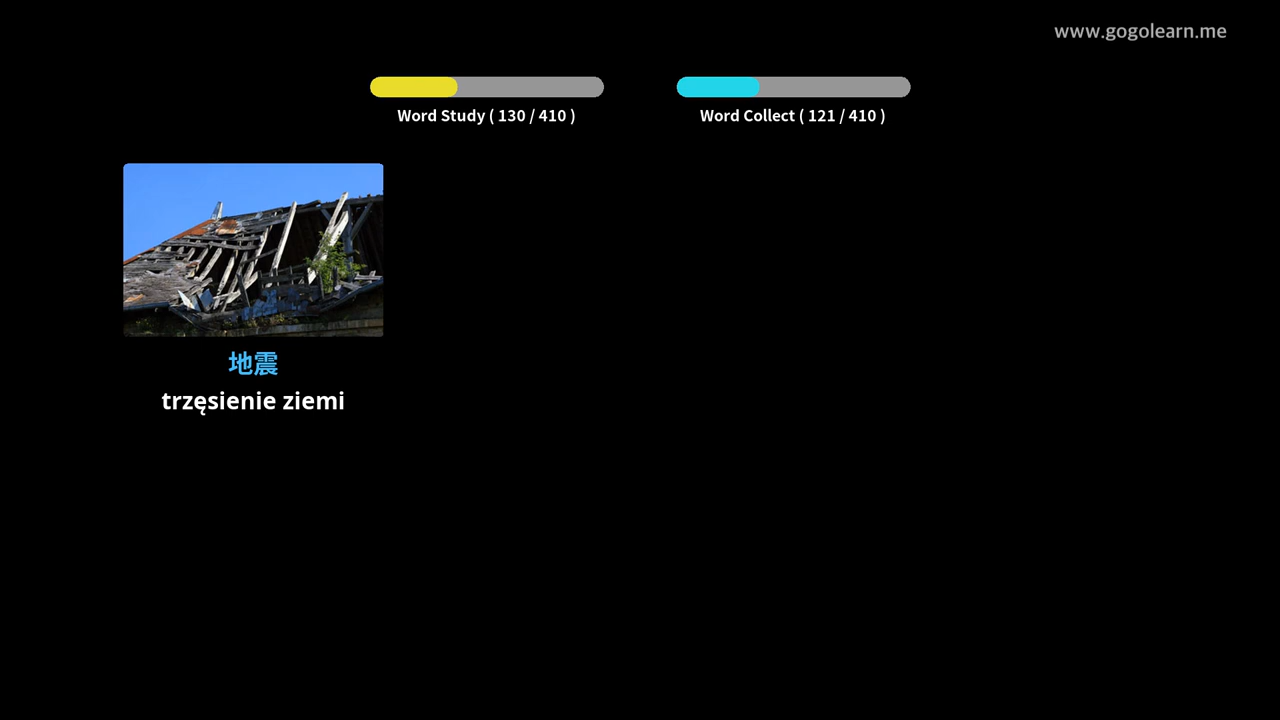 www.gogolearn.me
Word Study ( 130 / 410 )
Word Collect ( 121 / 410 )
地震
trzęsienie ziemi